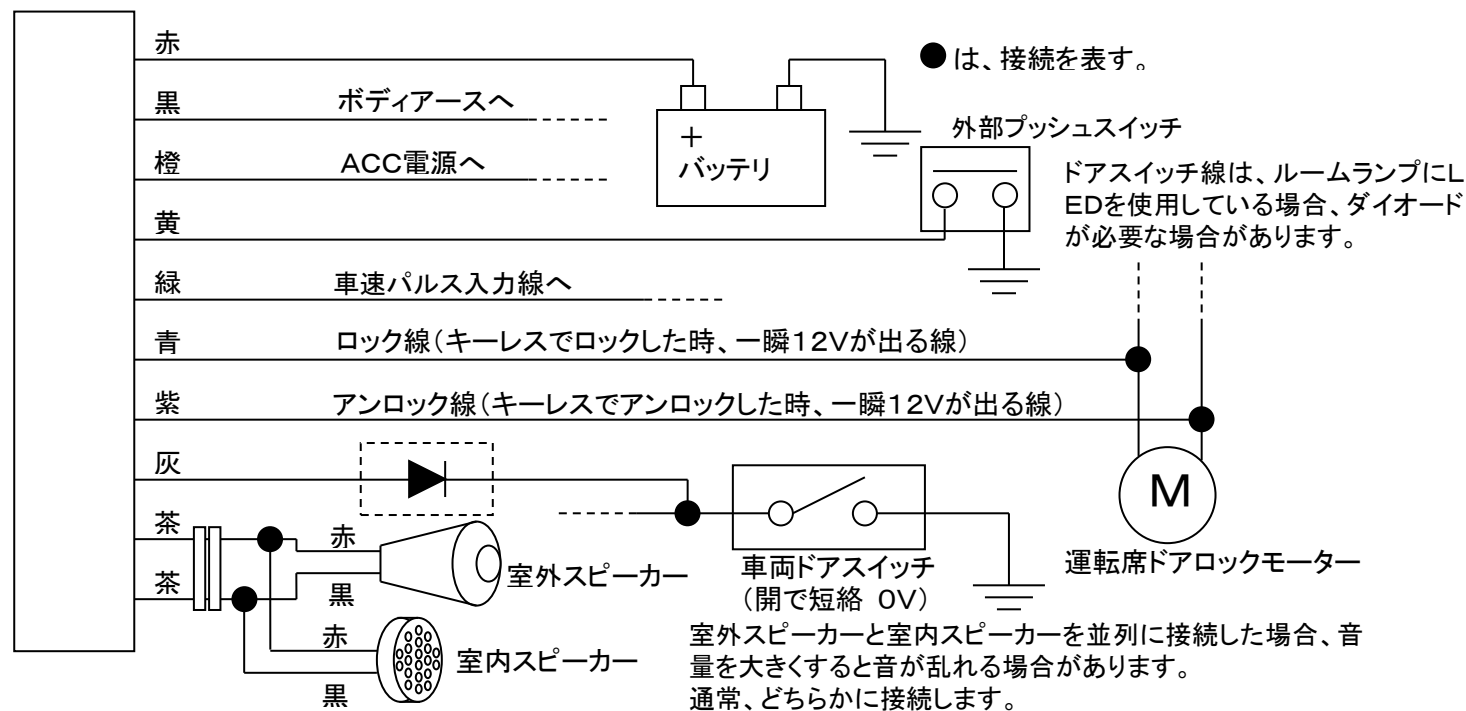 赤
●は、接続を表す。
黒
ボディアースへ
外部プッシュスイッチ
＋
バッテリ
橙
ACC電源へ
ドアスイッチ線は、ルームランプにL
EDを使用している場合、ダイオード
が必要な場合があります。
黄
緑
車速パルス入力線へ
青
ロック線（キーレスでロックした時、一瞬12Vが出る線）
紫
アンロック線（キーレスでアンロックした時、一瞬12Vが出る線）
灰
M
茶
赤
室外スピーカー
車両ドアスイッチ
（開で短絡 0V）
運転席ドアロックモーター
茶
黒
赤
室内スピーカー
黒
室外スピーカーと室内スピーカーを並列に接続した場合、音
量を大きくすると音が乱れる場合があります。
通常、どちらかに接続します。